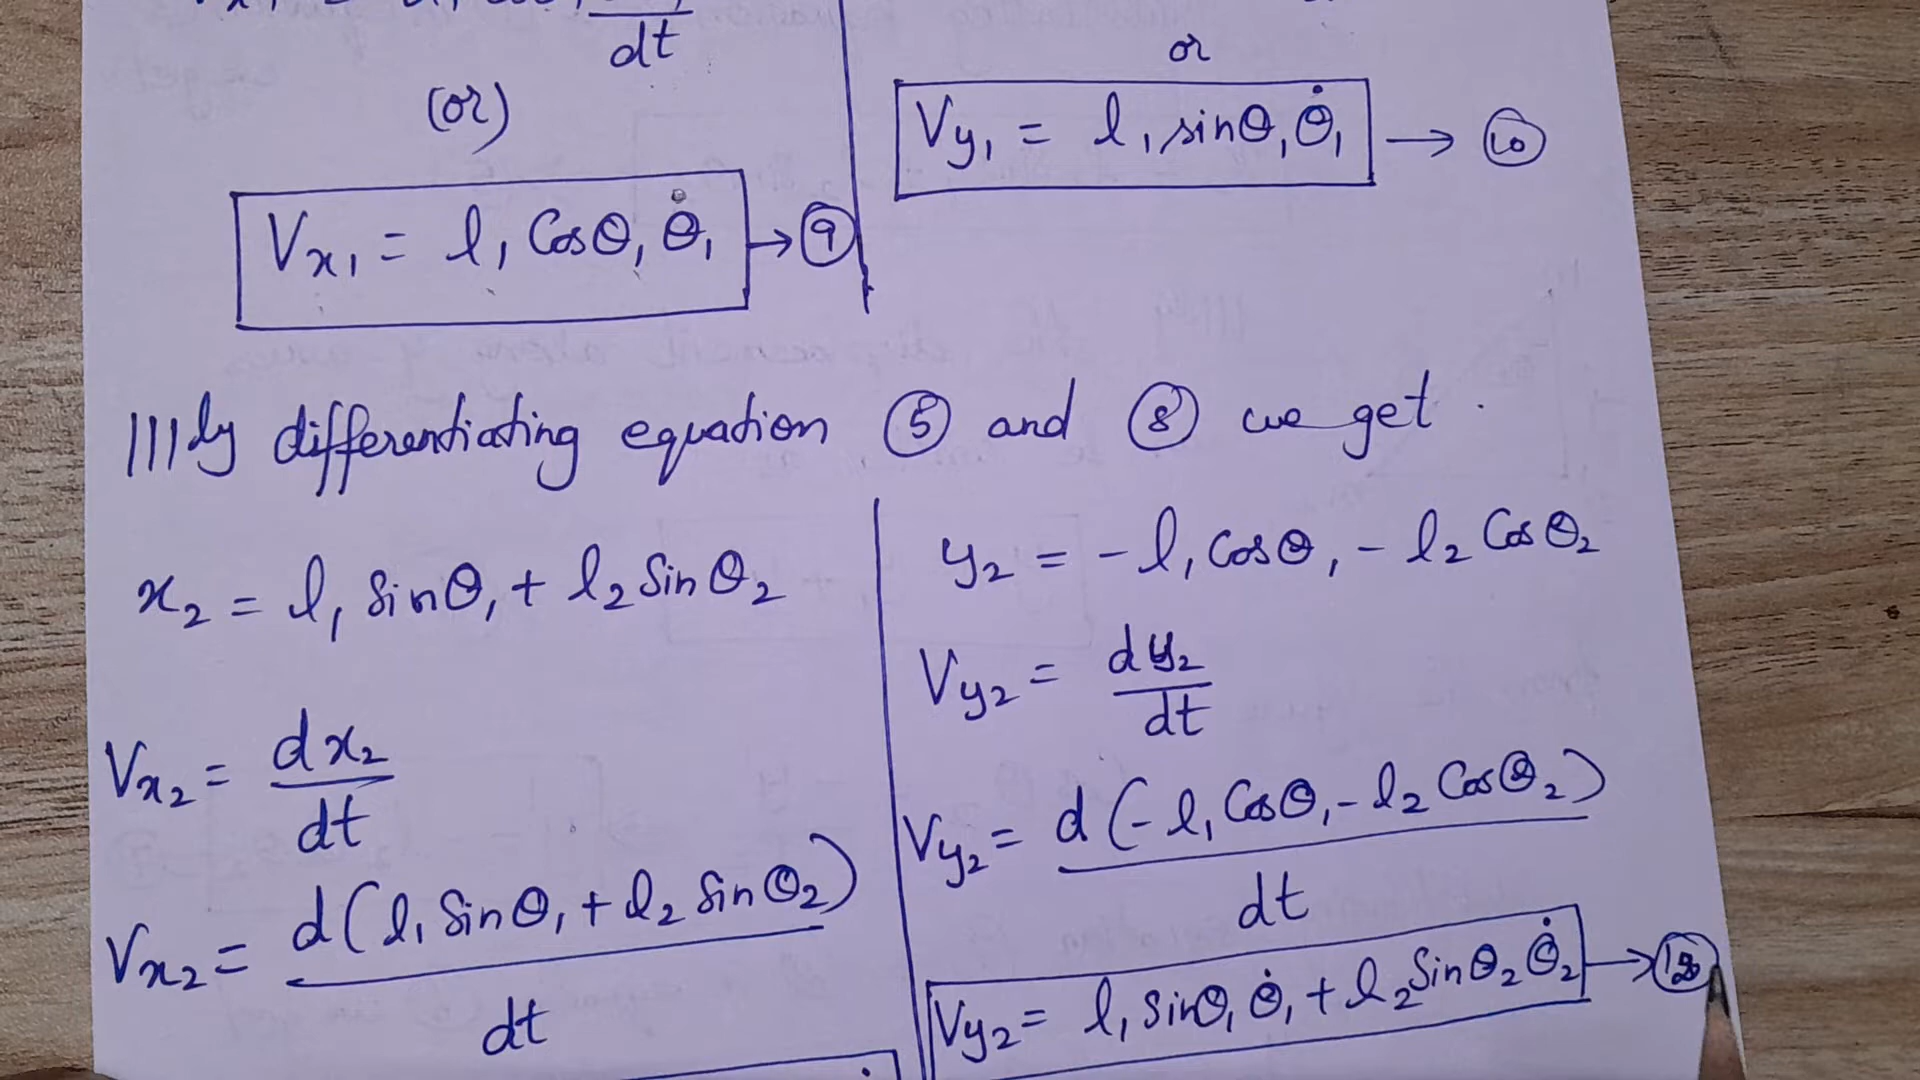 dt
(or)
Vx₁ = l₁ Cosθ₁ θ̇₁ → ⑨
or
Vy₁ = l₁ sinθ₁ θ̇₁ → ⑩
|||ly differentiating equation ⑤ and ⑧ we get .
x₂ = l₁ Sinθ₁ + l₂ Sinθ₂
Vx₂ = dx₂
dt
Vx₂ = d(l₁ Sinθ₁ + l₂ Sinθ₂)
dt
y₂ = -l₁ Cosθ₁ - l₂ Cosθ₂
Vy₂ = dy₂
dt
Vy₂ = d(-l₁ Cosθ₁ - l₂ Cosθ₂)
dt
Vy₂ = l₁ Sinθ₁ θ̇₁ + l₂ Sinθ₂ θ̇₂ →